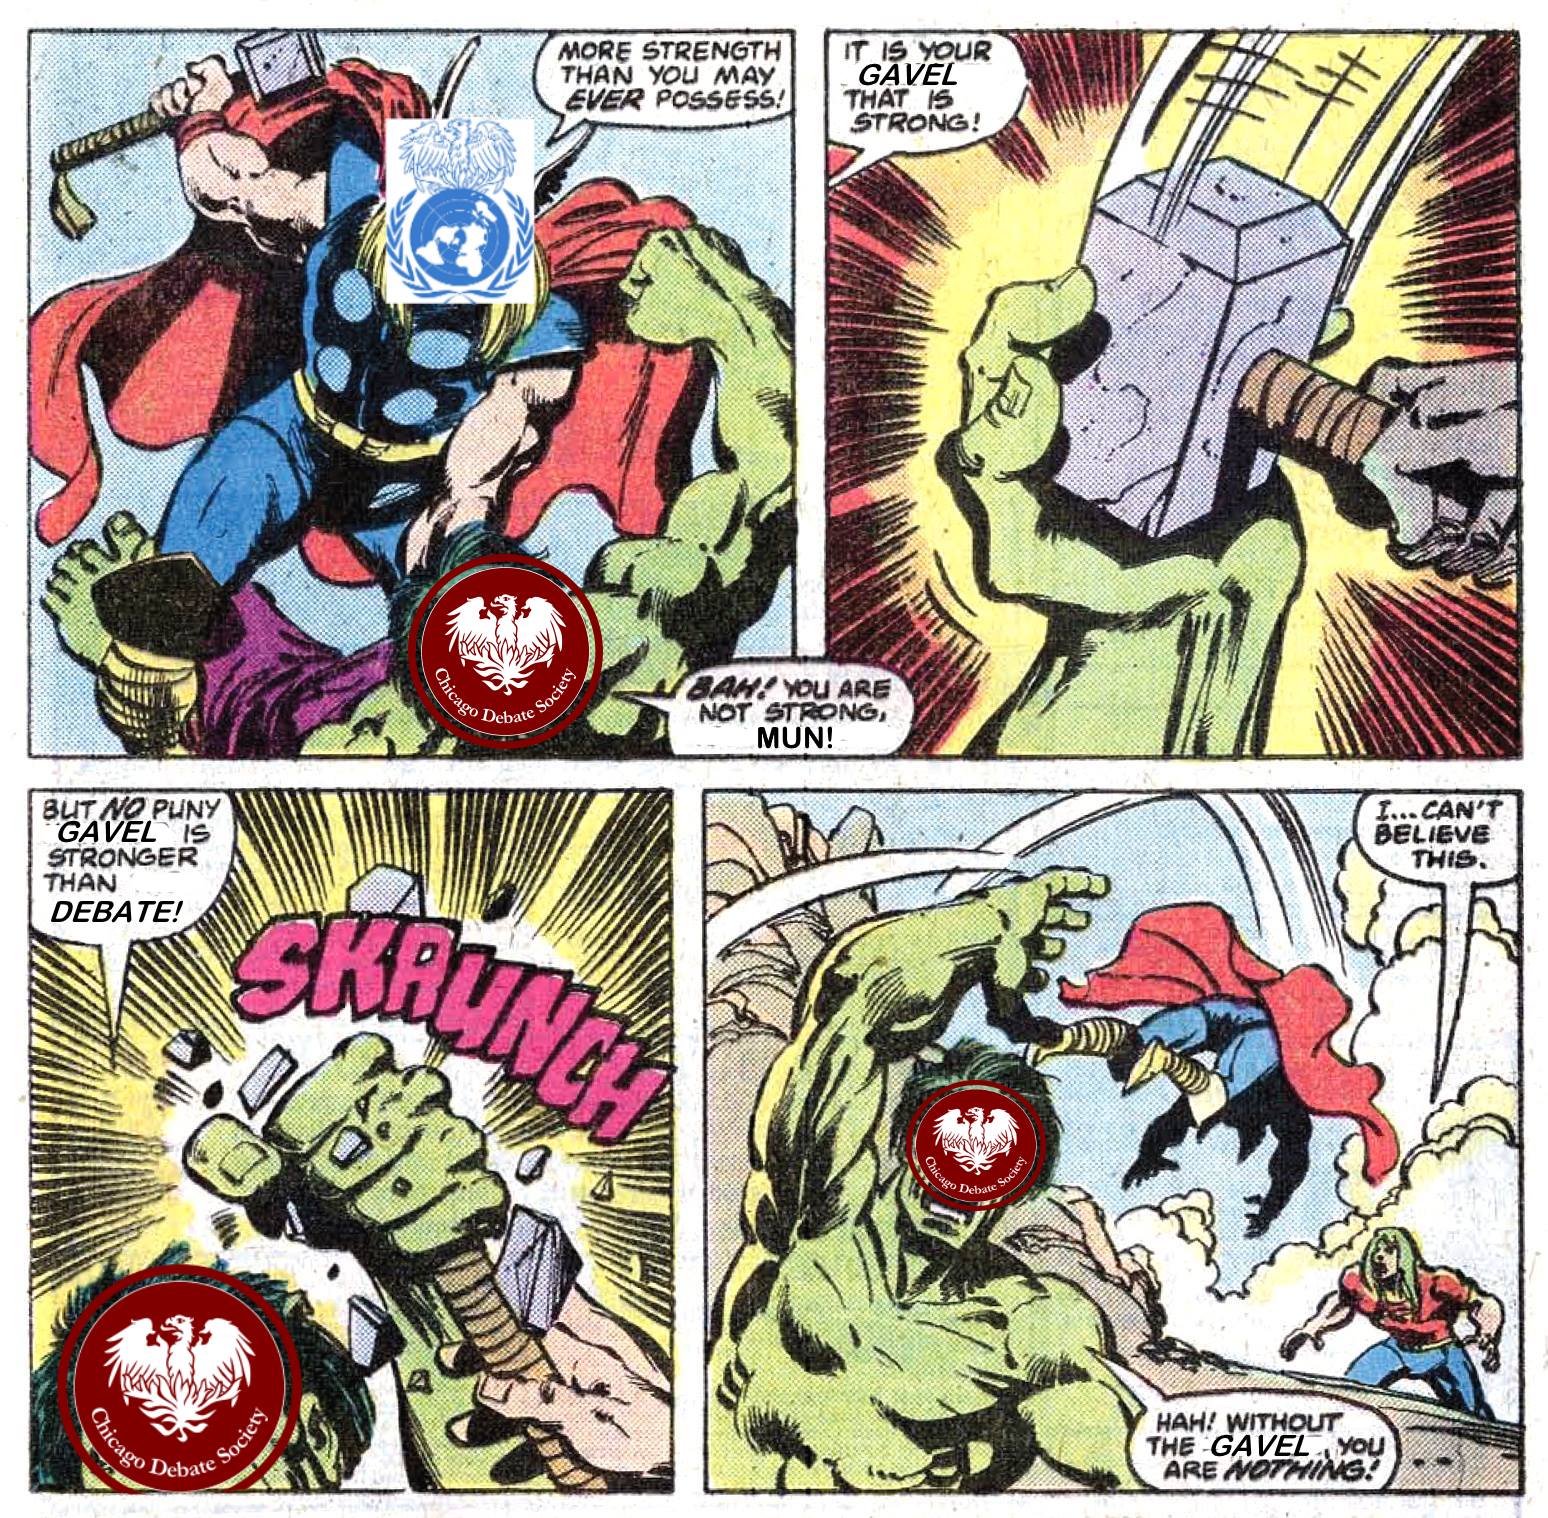 MORE STRENGTH
THAN YOU MAY
EVER POSSESS!
Chicago Debate Society
BAH! YOU ARE
NOT STRONG,
MUN!
IT IS YOUR
GAVEL
THAT IS
STRONG!
BUT NO PUNY
GAVEL IS
STRONGER
THAN
DEBATE!
SKRUNCH
Chicago Debate Society
I...CAN'T
BELIEVE
THIS.
Chicago Debate Society
HAH! WITHOUT
THE GAVEL, YOU
ARE NOTHING!